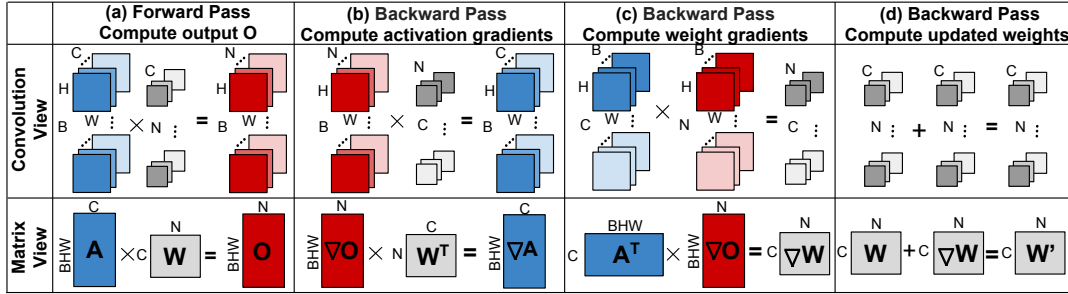 (a) Forward Pass
Compute output O
(b) Backward Pass
Compute activation gradients
(c) Backward Pass
Compute weight gradients
(d) Backward Pass
Compute updated weights
Convolution
View
C
H
W
B
×
C
N
=
N
H
W
B
N
H
W
B
×
N
C
=
C
H
W
B
B
H
W
C
×
B
H
W
N
=
N
C
C
N
+
C
N
=
C
N
Matrix
View
C
BHW
A
×
N
C
W
=
N
BHW
O
N
BHW
∇O
×
C
N
W^T
=
C
BHW
∇A
BHW
C
A^T
×
N
BHW
∇O
=
N
C
∇W
N
C
W
+
N
C
∇W
=
N
C
W'